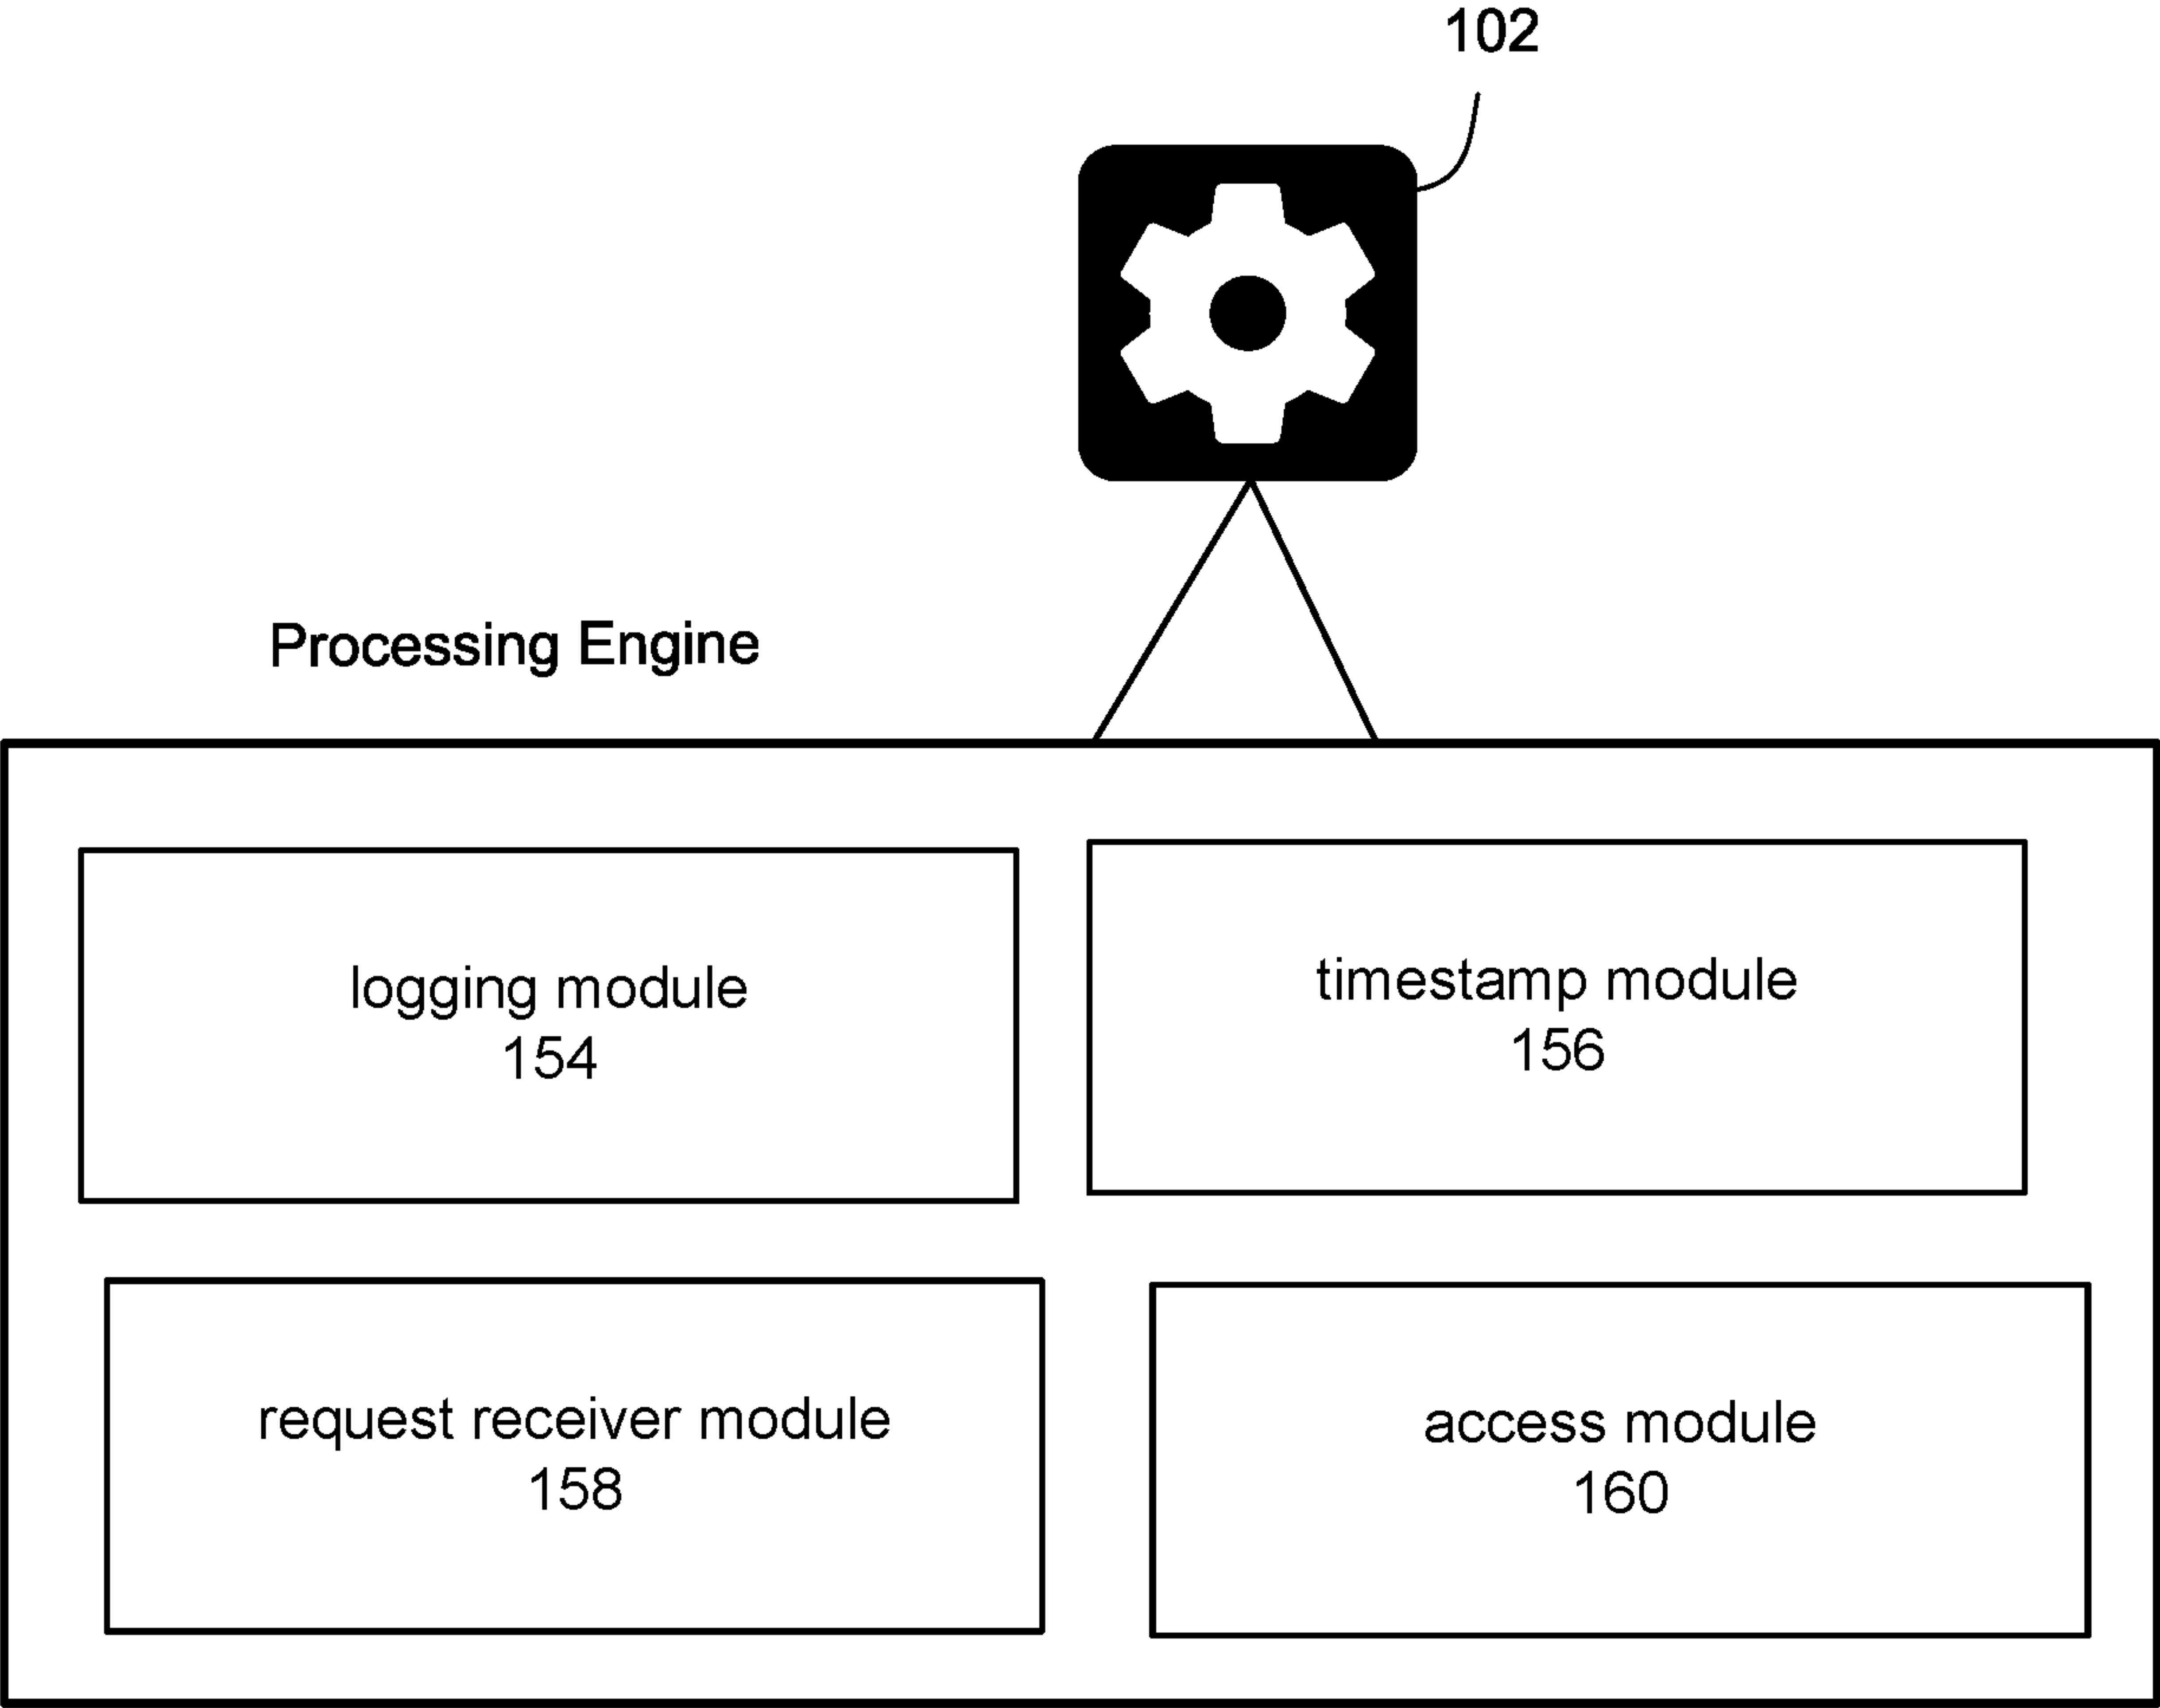 102
Processing Engine
logging module
154
timestamp module
156
request receiver module
158
access module
160